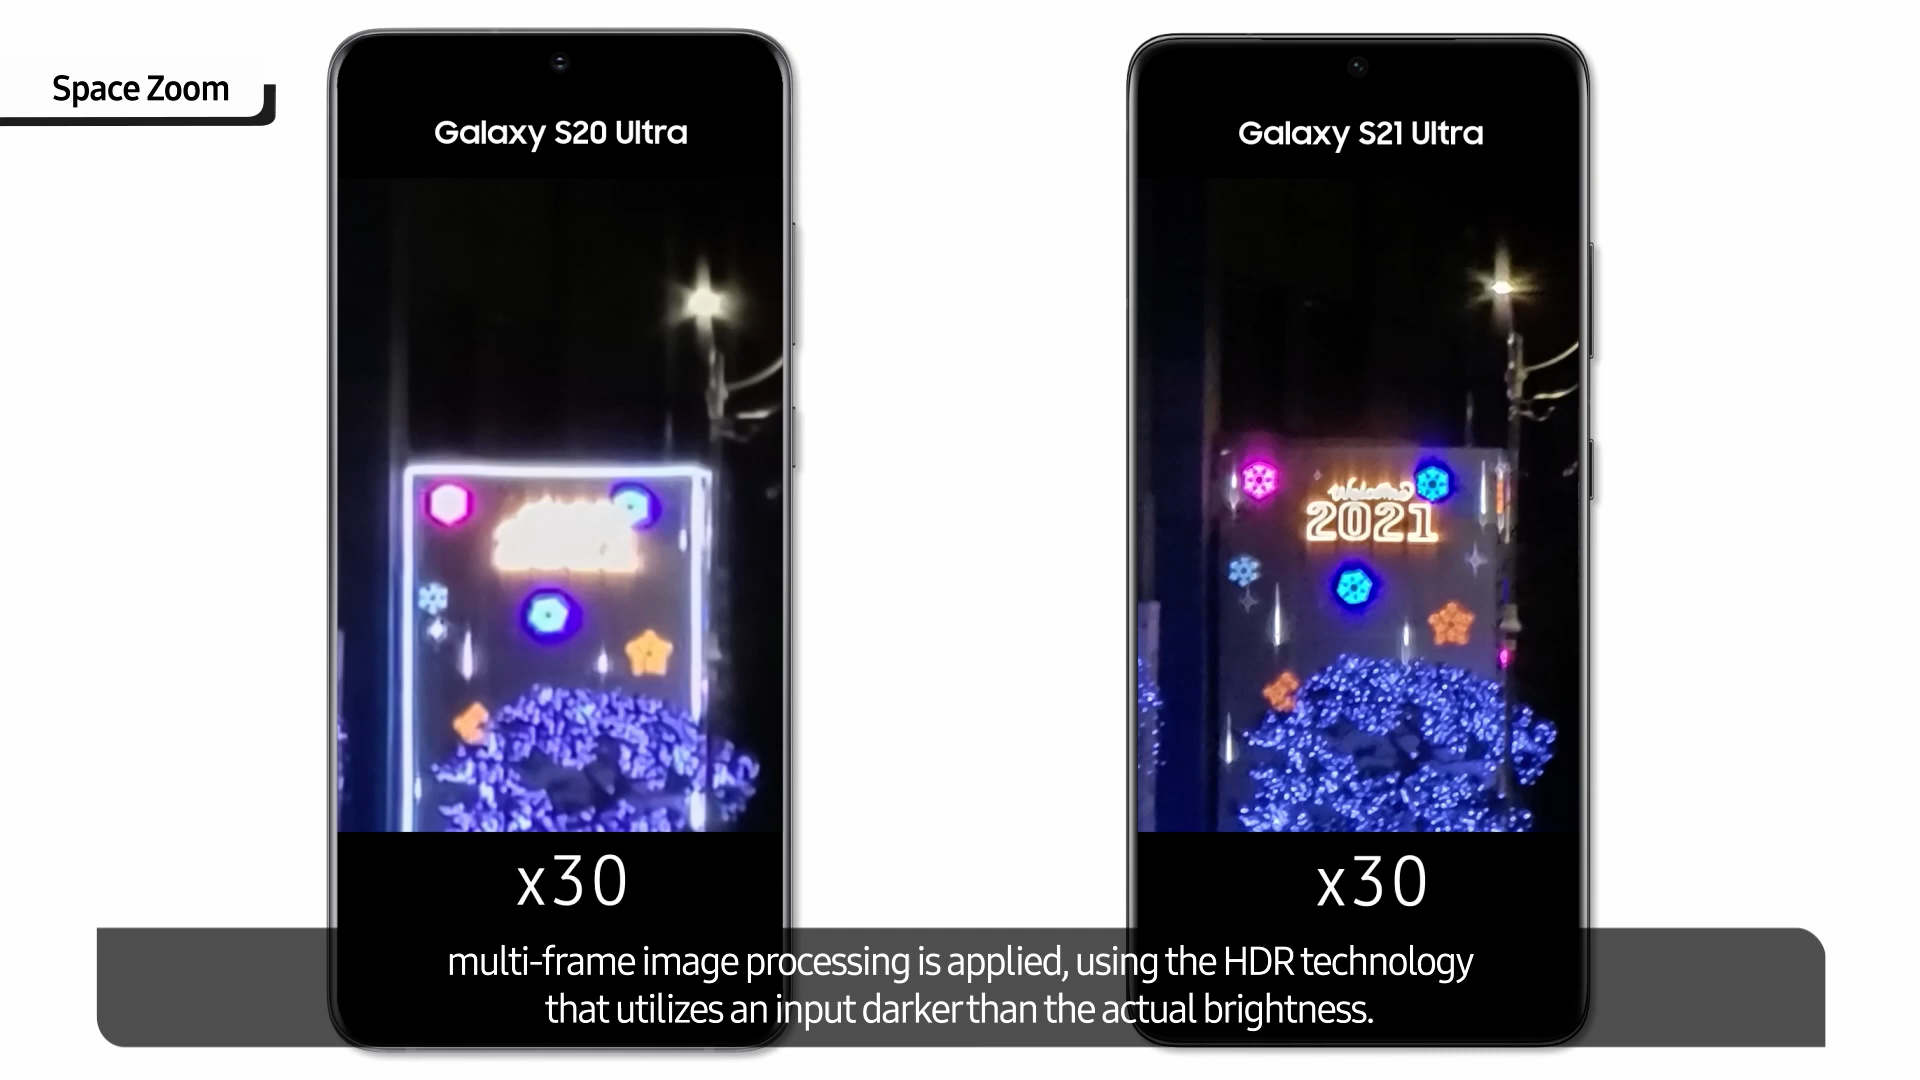 Space Zoom
Galaxy S20 Ultra
Galaxy S21 Ultra
Welcome
2021
x30
x30
multi-frame image processing is applied, using the HDR technology
that utilizes an input darker than the actual brightness.